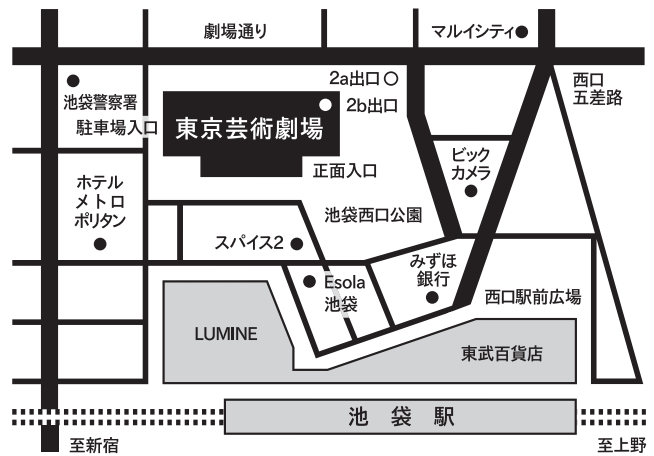 劇場通り
マルイシティ
2a出口
西口
五差路
池袋警察署
2b出口
駐車場入口
東京芸術劇場
ビック
カメラ
正面入口
ホテル
メトロ
ポリタン
池袋西口公園
スパイス2
みずほ
銀行
Esola
池袋
西口駅前広場
LUMINE
東武百貨店
池袋駅
至新宿
至上野